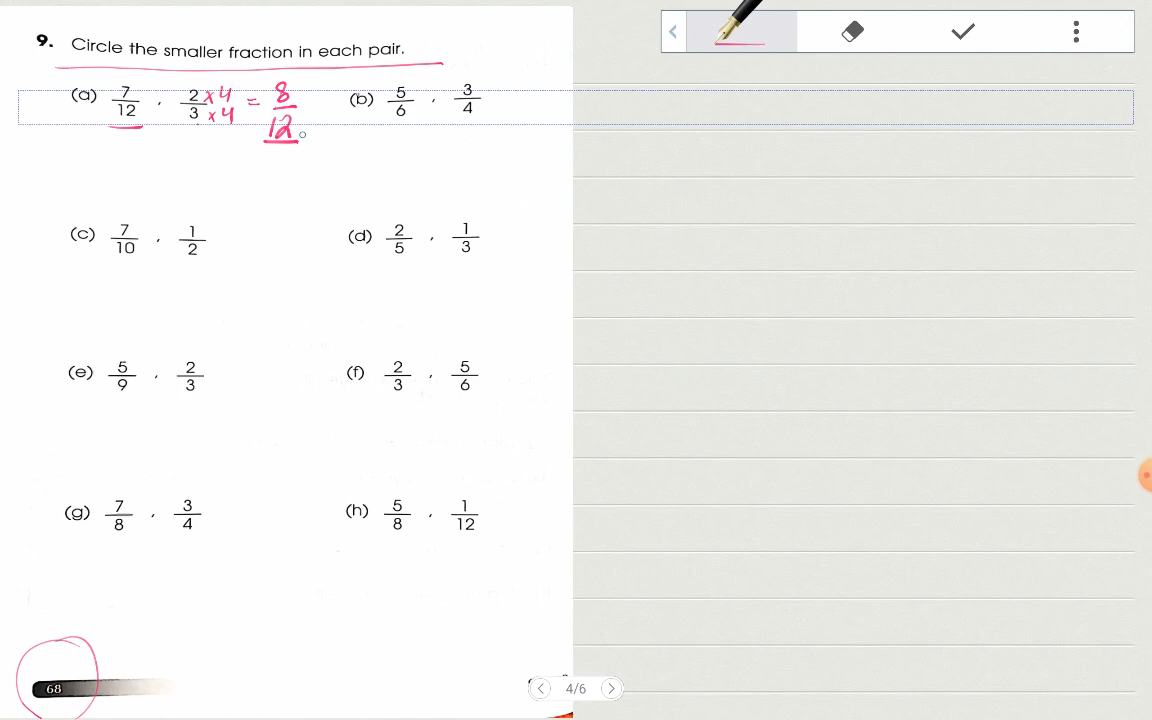 9. Circle the smaller fraction in each pair.
(a) 7/12 , 2/3 ×4/×4 = 8/12 (b) 5/6 , 3/4
(c) 7/10 , 1/2 (d) 2/5 , 1/3
(e) 5/9 , 2/3 (f) 2/3 , 5/6
(g) 7/8 , 3/4 (h) 5/8 , 1/12
68
4/6